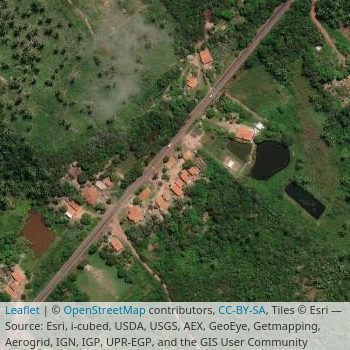 Leaflet | © OpenStreetMap contributors, CC-BY-SA, Tiles © Esri —
Source: Esri, i-cubed, USDA, USGS, AEX, GeoEye, Getmapping,
Aerogrid, IGN, IGP, UPR-EGP, and the GIS User Community